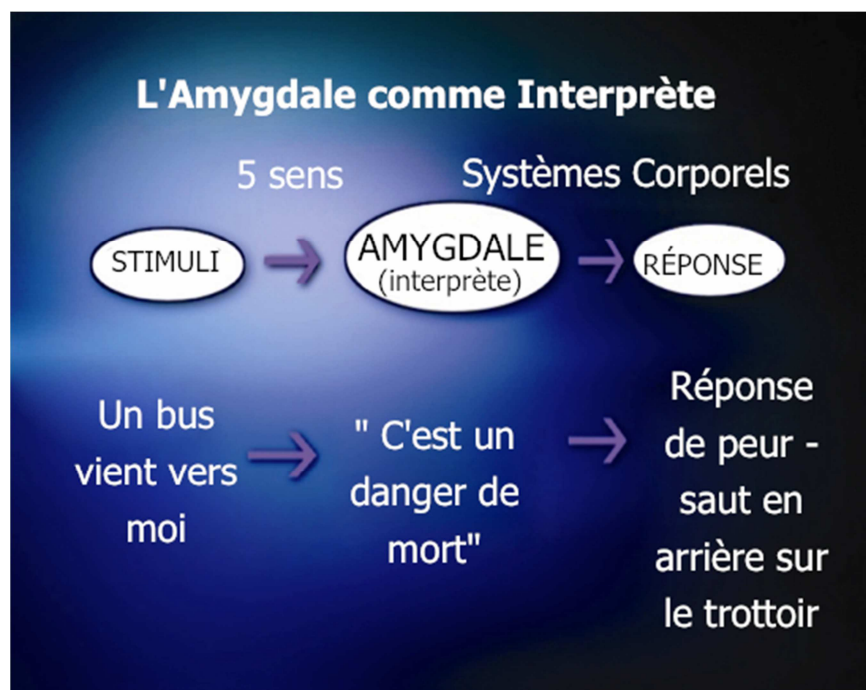 L'Amygdale comme Interprète
5 sens
Systèmes Corporels
STIMULI
AMYGDALE
(interprète)
RÉPONSE
Un bus
vient vers
moi
" C'est un
danger de
mort"
Réponse
de peur -
saut en
arrière sur
le trottoir